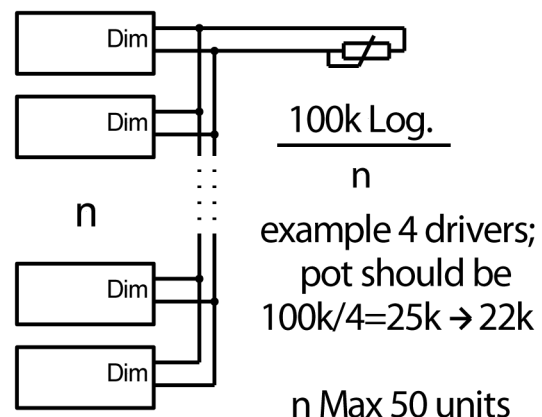 Dim
Dim
100k Log.
n
n
example 4 drivers;
pot should be
Dim
100k/4=25k → 22k
Dim
n Max 50 units